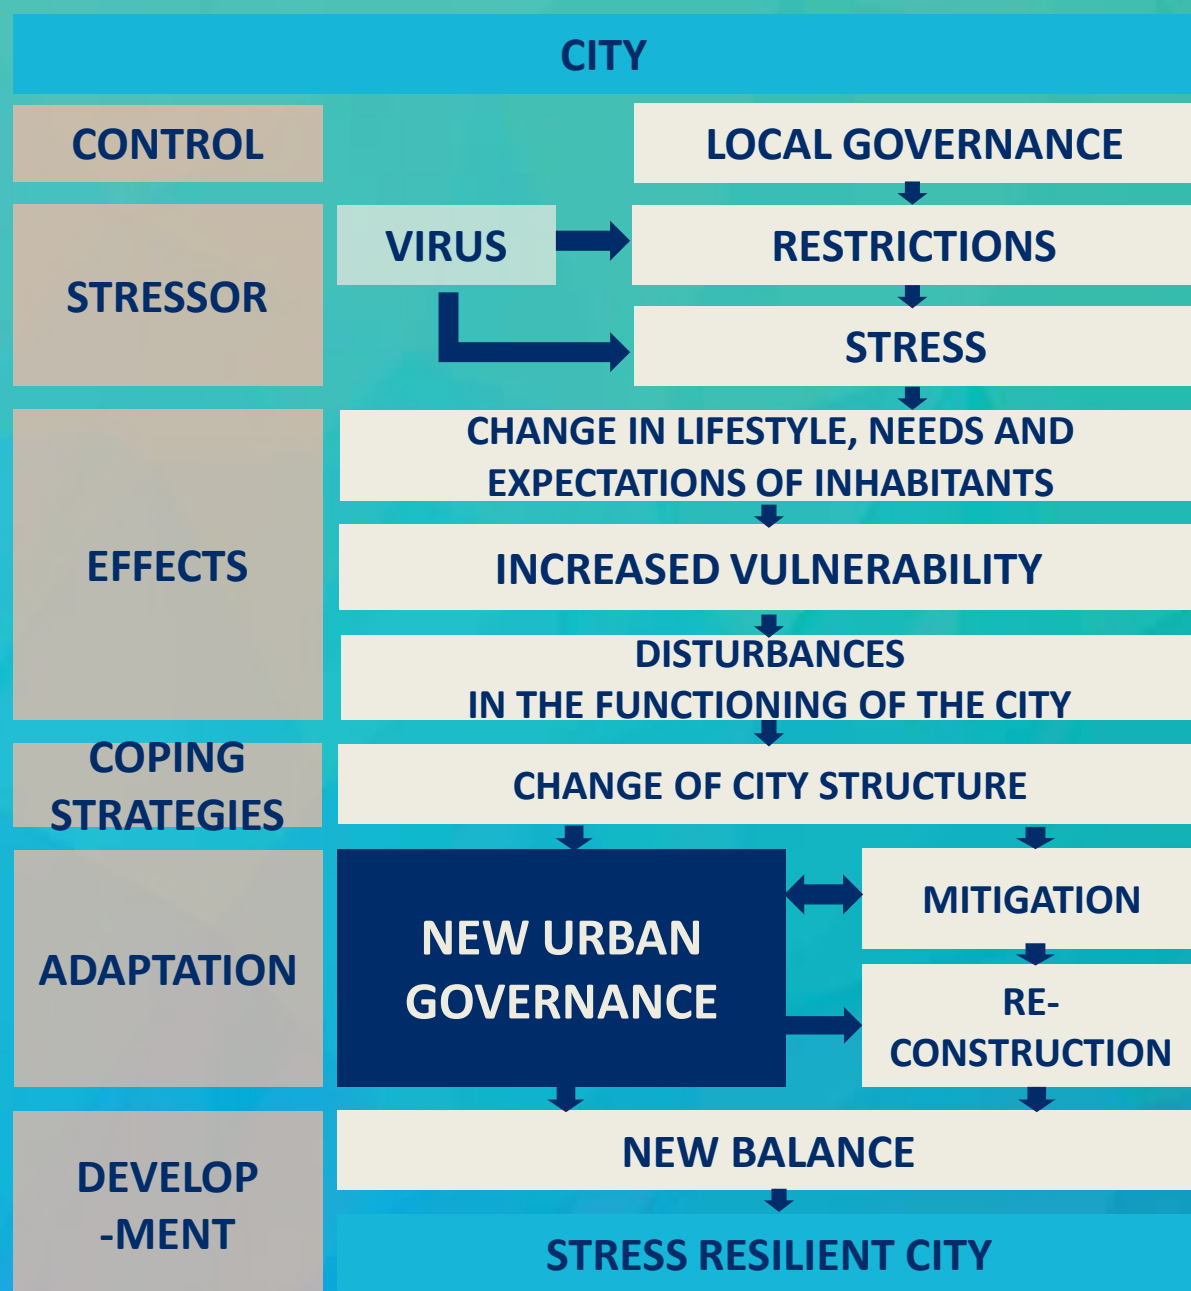 CITY
CONTROL
LOCAL GOVERNANCE
STRESSOR
VIRUS
RESTRICTIONS
STRESS
EFFECTS
CHANGE IN LIFESTYLE, NEEDS AND
EXPECTATIONS OF INHABITANTS
INCREASED VULNERABILITY
DISTURBANCES
IN THE FUNCTIONING OF THE CITY
COPING
STRATEGIES
CHANGE OF CITY STRUCTURE
ADAPTATION
NEW URBAN
GOVERNANCE
MITIGATION
RE-
CONSTRUCTION
DEVELOP
-MENT
NEW BALANCE
STRESS RESILIENT CITY